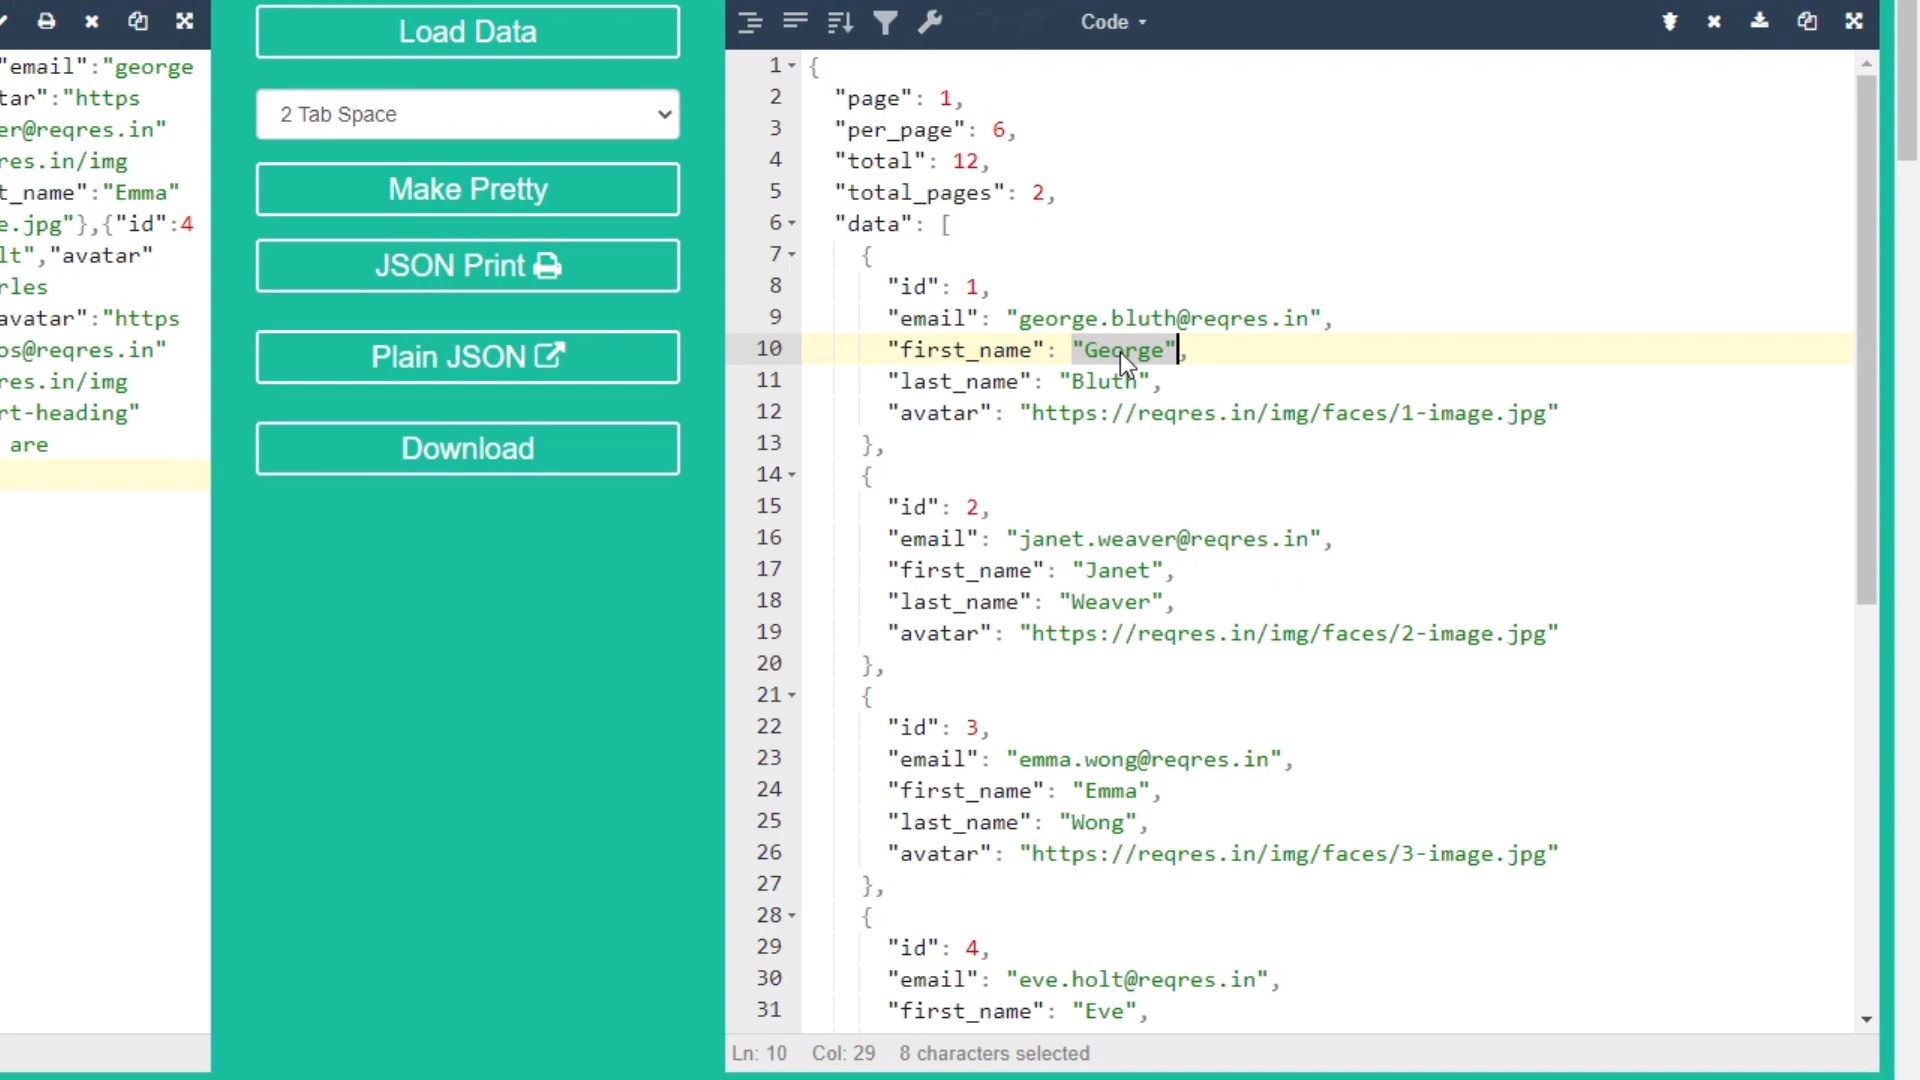 "email":"george
tar":"https
er@reqres.in"
res.in/img
t_name":"Emma"
e.jpg"},{"id":4
lt","avatar"
rles
avatar":"https
os@reqres.in"
res.in/img
rt-heading"
are
Load Data
2 Tab Space
Make Pretty
JSON Print
Plain JSON
Download
Code
1 {
2 "page": 1,
3 "per_page": 6,
4 "total": 12,
5 "total_pages": 2,
6 "data": [
7 {
8 "id": 1,
9 "email": "george.bluth@reqres.in",
10 "first_name": "George",
11 "last_name": "Bluth",
12 "avatar": "https://reqres.in/img/faces/1-image.jpg"
13 },
14 {
15 "id": 2,
16 "email": "janet.weaver@reqres.in",
17 "first_name": "Janet",
18 "last_name": "Weaver",
19 "avatar": "https://reqres.in/img/faces/2-image.jpg"
20 },
21 {
22 "id": 3,
23 "email": "emma.wong@reqres.in",
24 "first_name": "Emma",
25 "last_name": "Wong",
26 "avatar": "https://reqres.in/img/faces/3-image.jpg"
27 },
28 {
29 "id": 4,
30 "email": "eve.holt@reqres.in",
31 "first_name": "Eve",
Ln: 10 Col: 29 8 characters selected